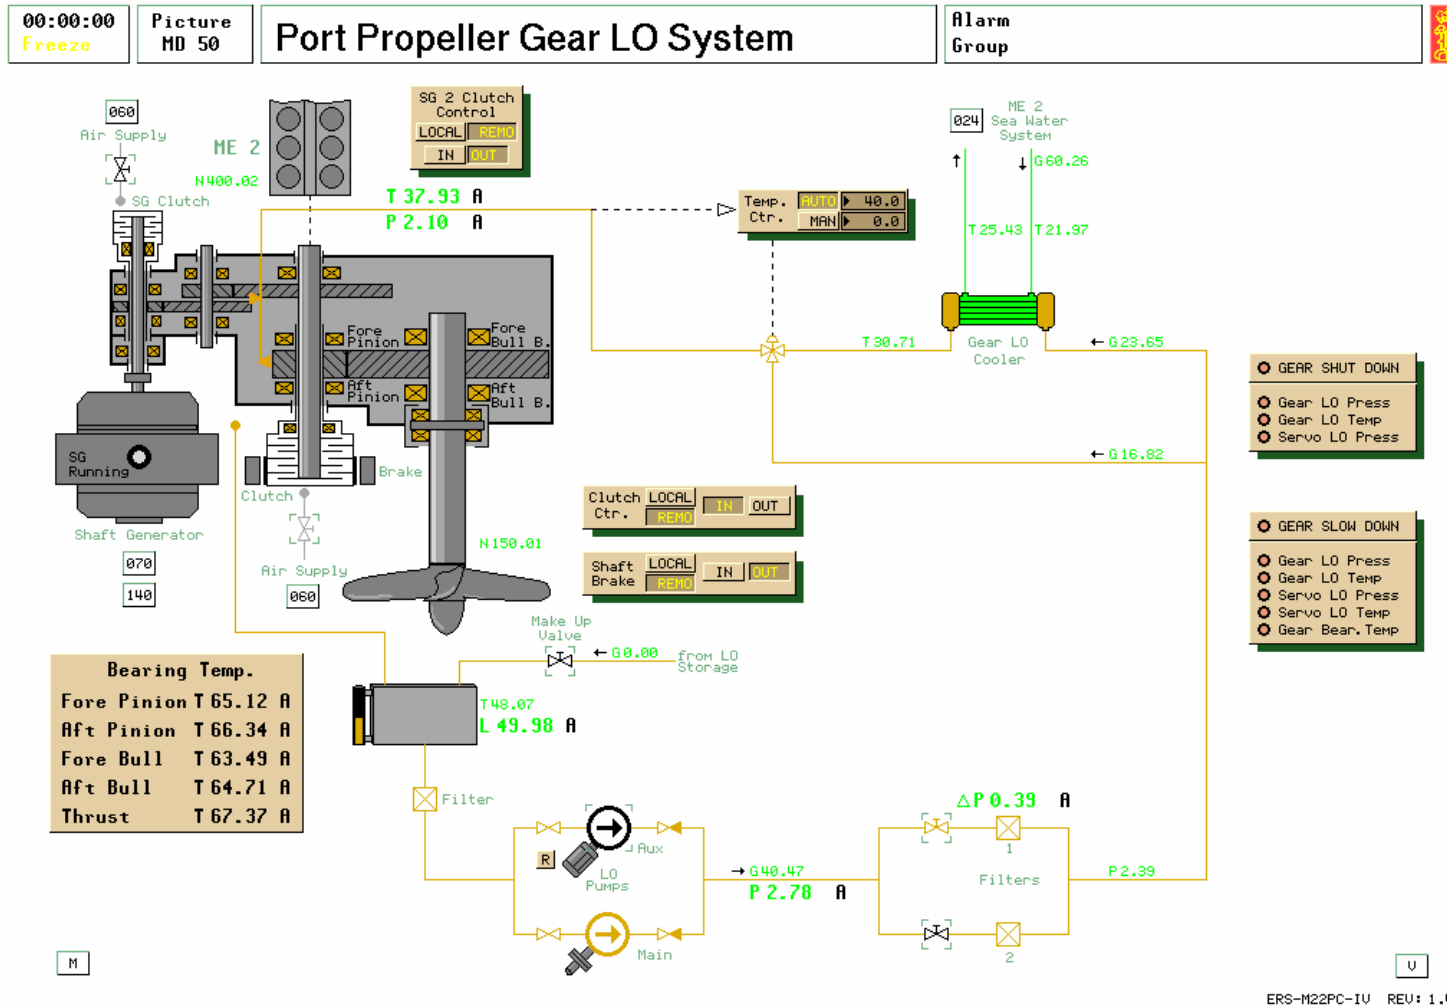 00:00:00
Freeze
Picture
MD 50
Port Propeller Gear LO System
Alarm
Group
060
Air Supply
SG Clutch
ME 2
N400.02
SG 2 Clutch
Control
LOCAL REMO
IN OUT
T 37.93 A
P 2.10 A
Temp. Ctr.
AUTO 40.0
MAN 0.0
024
ME 2
Sea Water
System
G60.26
T25.43 T21.97
Gear LO
Cooler
T30.71
G23.65
G16.82
Fore
Pinion
Fore
Bull B.
Aft
Pinion
Aft
Bull B.
SG
Running
Shaft Generator
070
140
Clutch
Brake
Air Supply
060
N150.01
Clutch
Ctr.
LOCAL
REMO
IN OUT
Shaft
Brake
LOCAL
REMO
IN OUT
GEAR SHUT DOWN
Gear LO Press
Gear LO Temp
Servo LO Press
GEAR SLOW DOWN
Gear LO Press
Gear LO Temp
Servo LO Press
Servo LO Temp
Gear Bear.Temp
Make Up
Valve
G0.00
from LO
Storage
T48.07
L 49.98 A
Bearing Temp.
Fore Pinion T 65.12 A
Aft Pinion T 66.34 A
Fore Bull T 63.49 A
Aft Bull T 64.71 A
Thrust T 67.37 A
Filter
R
Aux
LO
Pumps
Main
G40.47
P 2.78 A
△P 0.39 A
1
Filters
2
P2.39
M
V
ERS-M22PC-IV REV: 1.